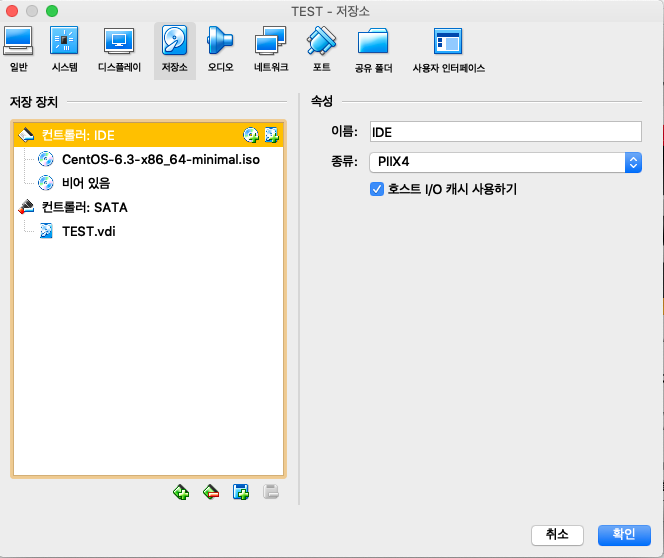 TEST - 저장소
일반 시스템 디스플레이 저장소 오디오 네트워크 포트 공유 폴더 사용자 인터페이스
저장 장치
컨트롤러: IDE
CentOS-6.3-x86_64-minimal.iso
비어 있음
컨트롤러: SATA
TEST.vdi
속성
이름: IDE
종류: PIIX4
호스트 I/O 캐시 사용하기
취소 확인